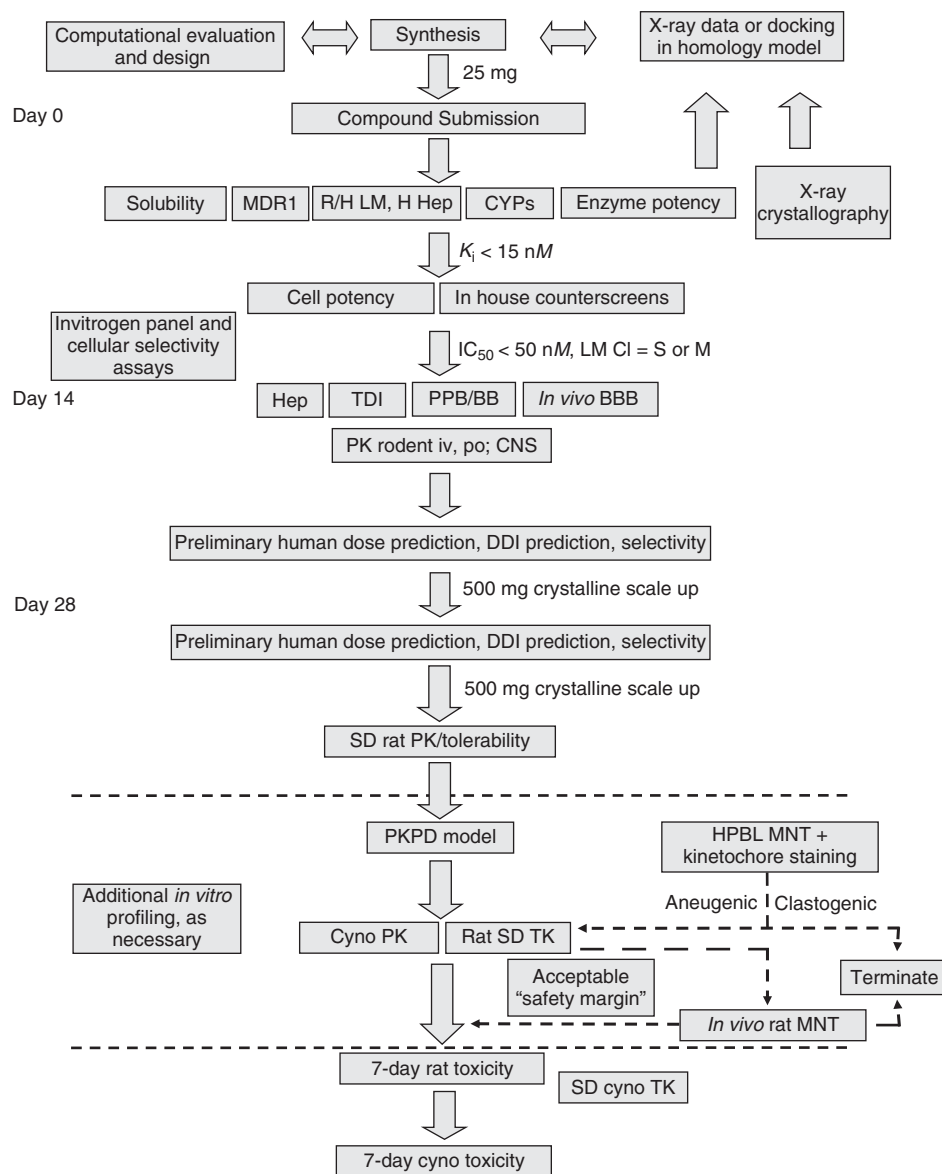 Computational evaluation
and design
Synthesis
X-ray data or docking
in homology model
25 mg
Day 0
Compound Submission
Solubility
MDR1
R/H LM, H Hep
CYPs
Enzyme potency
X-ray
crystallography
Ki < 15 nM
Cell potency
In house counterscreens
Invitrogen panel and
cellular selectivity
assays
IC50 < 50 nM, LM Cl = S or M
Day 14
Hep
TDI
PPB/BB
In vivo BBB
PK rodent iv, po; CNS
Preliminary human dose prediction, DDI prediction, selectivity
500 mg crystalline scale up
Day 28
Preliminary human dose prediction, DDI prediction, selectivity
500 mg crystalline scale up
SD rat PK/tolerability
PKPD model
HPBL MNT +
kinetochore staining
Additional in vitro
profiling, as
necessary
Aneugenic
Clastogenic
Cyno PK
Rat SD TK
Acceptable
“safety margin”
Terminate
In vivo rat MNT
7-day rat toxicity
SD cyno TK
7-day cyno toxicity